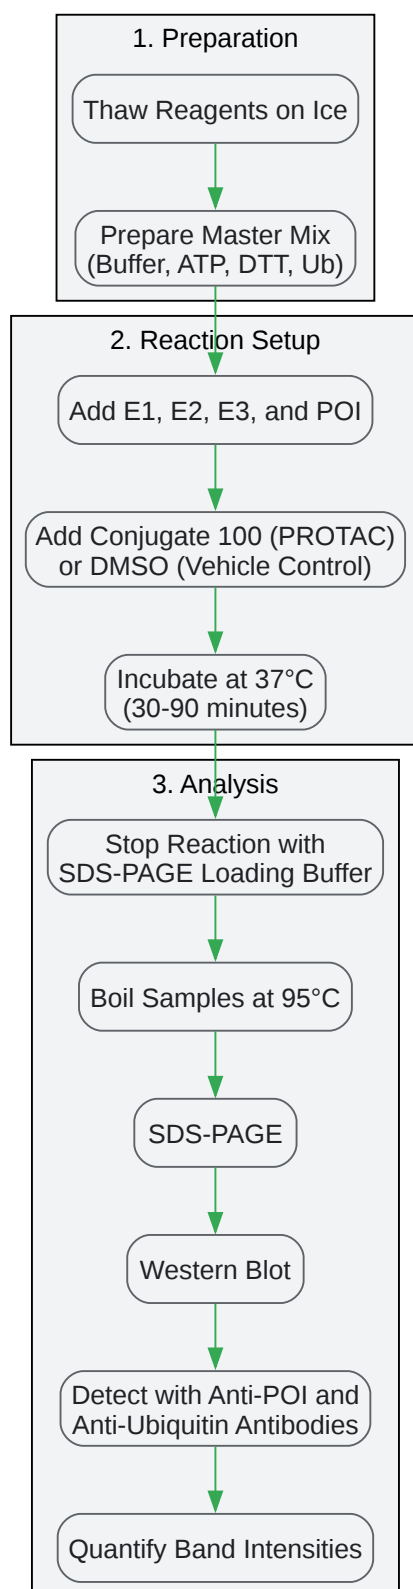 1. Preparation
Thaw Reagents on Ice
Prepare Master Mix
(Buffer, ATP, DTT, Ub)
2. Reaction Setup
Add E1, E2, E3, and POI
Add Conjugate 100 (PROTAC)
or DMSO (Vehicle Control)
Incubate at 37°C
(30-90 minutes)
3. Analysis
Stop Reaction with
SDS-PAGE Loading Buffer
Boil Samples at 95°C
SDS-PAGE
Western Blot
Detect with Anti-POI and
Anti-Ubiquitin Antibodies
Quantify Band Intensities